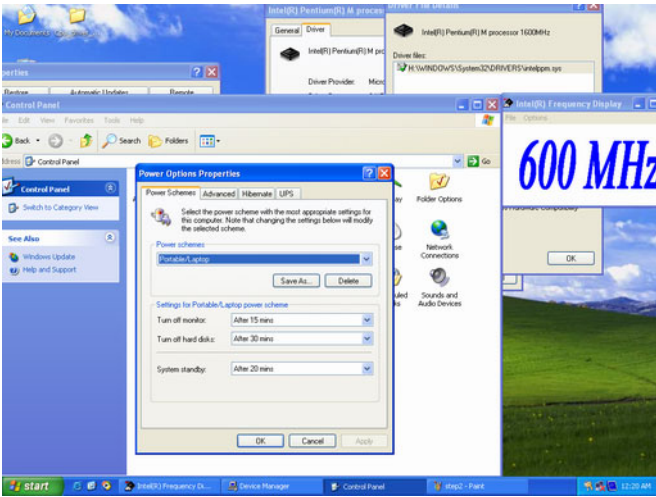 My Documents
Intel(R) Pentium(R) M process
Driver File Details
General Driver
Intel(R) Pentium(R) M proc
Driver Provider: Micro
Intel(R) Pentium(R) M processor 1600MHz
Driver files:
H:\WINDOWS\System32\DRIVERS\intelppm.sys
perties
Restore Automatic Updates Remote
Control Panel
Edit View Favorites Tools Help
Back Search Folders
ddress Control Panel Go
Control Panel
Switch to Category View
See Also
Windows Update
Help and Support
Folder Options
Network
Connections
Sounds and
Audio Devices
Power Options Properties
Power Schemes Advanced Hibernate UPS
Select the power scheme with the most appropriate settings for
this computer. Note that changing the settings below will modify
the selected scheme.
Power schemes
Portable/Laptop
Save As... Delete
Settings for Portable/Laptop power scheme
Turn off monitor: After 15 mins
Turn off hard disks: After 30 mins
System standby: After 20 mins
OK Cancel Apply
Intel(R) Frequency Display
File Options
600 MHz
OK
start Intel(R) Frequency Di... Device Manager Control Panel step2 - Paint 12:20 AM